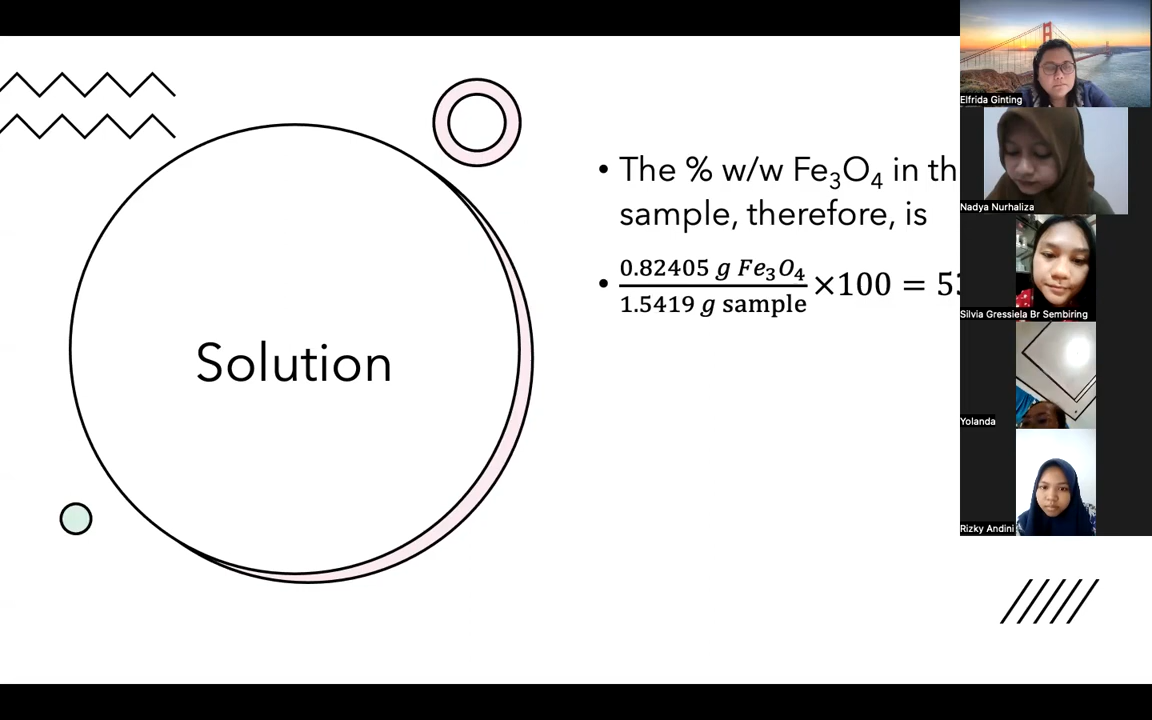 Solution
• The % w/w Fe₃O₄ in th
sample, therefore, is
• 0.82405 g Fe₃O₄
1.5419 g sample
×100 = 5
Elfrida Ginting
Nadya Nurhaliza
Silvia Gressiela Br Sembiring
Yolanda
Rizky Andini